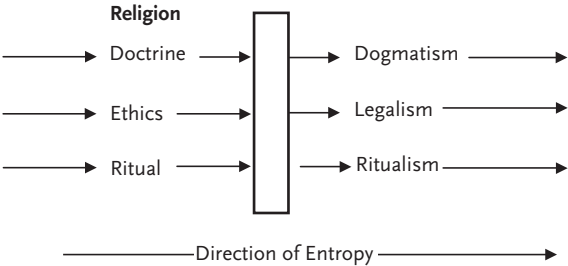 Religion
Doctrine Dogmatism
Ethics Legalism
Ritual Ritualism
Direction of Entropy